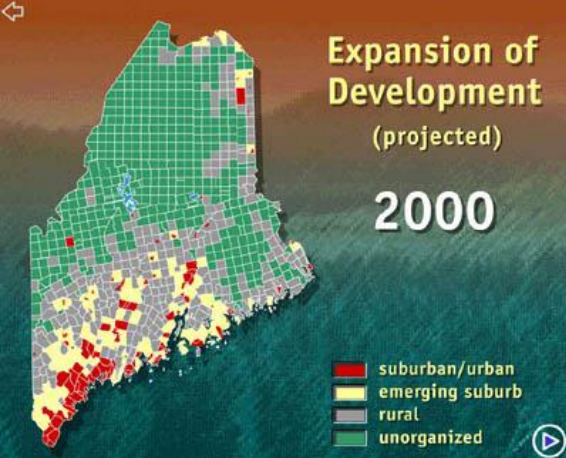 Expansion of
Development
(projected)
2000
suburban/urban
emerging suburb
rural
unorganized